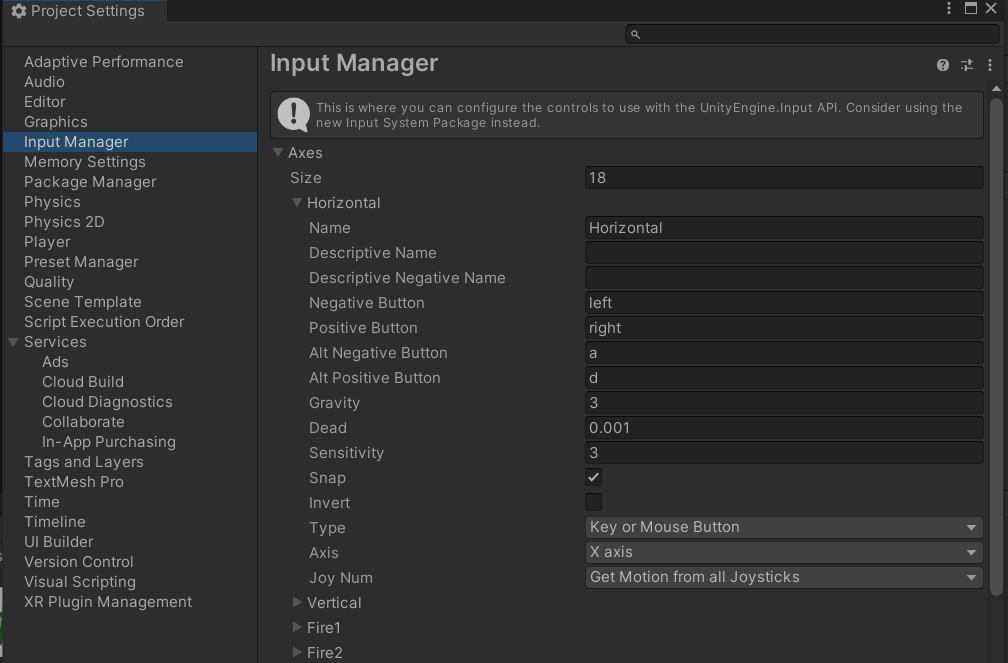 Project Settings
Adaptive Performance
Audio
Editor
Graphics
Input Manager
Memory Settings
Package Manager
Physics
Physics 2D
Player
Preset Manager
Quality
Scene Template
Script Execution Order
Services
Ads
Cloud Build
Cloud Diagnostics
Collaborate
In-App Purchasing
Tags and Layers
TextMesh Pro
Time
Timeline
UI Builder
Version Control
Visual Scripting
XR Plugin Management
Input Manager
This is where you can configure the controls to use with the UnityEngine.Input API. Consider using the
new Input System Package instead.
Axes
Size 18
Horizontal
Name Horizontal
Descriptive Name
Descriptive Negative Name
Negative Button left
Positive Button right
Alt Negative Button a
Alt Positive Button d
Gravity 3
Dead 0.001
Sensitivity 3
Snap
Invert
Type Key or Mouse Button
Axis X axis
Joy Num Get Motion from all Joysticks
Vertical
Fire1
Fire2